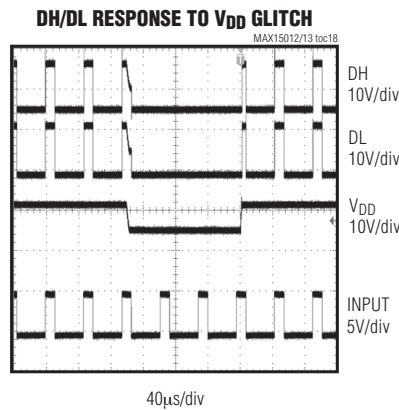 DH/DL RESPONSE TO VDD GLITCH
MAX15012/13 toc18
DH
10V/div
DL
10V/div
VDD
10V/div
INPUT
5V/div
40µs/div